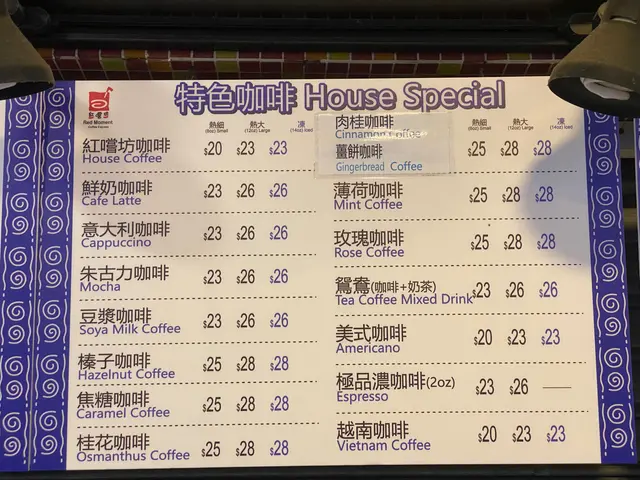 特色咖啡 House Special
紅嚐坊
Red Moment
Coffee House
熱細 熱大 凍
(8oz) Small (12oz) Large (14oz) Iced
紅嚐坊咖啡 $20 $23 $23
House Coffee
鮮奶咖啡 $23 $26 $26
Cafe Latte
意大利咖啡 $23 $26 $26
Cappuccino
朱古力咖啡 $23 $26 $26
Mocha
豆漿咖啡 $23 $26 $26
Soya Milk Coffee
榛子咖啡 $25 $28 $28
Hazelnut Coffee
焦糖咖啡 $25 $28 $28
Caramel Coffee
桂花咖啡 $25 $28 $28
Osmanthus Coffee
熱細 熱大 凍
(8oz) Small (12oz) Large (14oz) Iced
肉桂咖啡
Cinnamon Coffee
薑餅咖啡 $25 $28 $28
Gingerbread Coffee
薄荷咖啡 $25 $28 $28
Mint Coffee
玫瑰咖啡 $25 $28 $28
Rose Coffee
鴛鴦(咖啡+奶茶) $23 $26 $26
Tea Coffee Mixed Drink
美式咖啡 $20 $23 $23
Americano
極品濃咖啡(2oz) $23 $26 —
Espresso
越南咖啡 $20 $23 $23
Vietnam Coffee